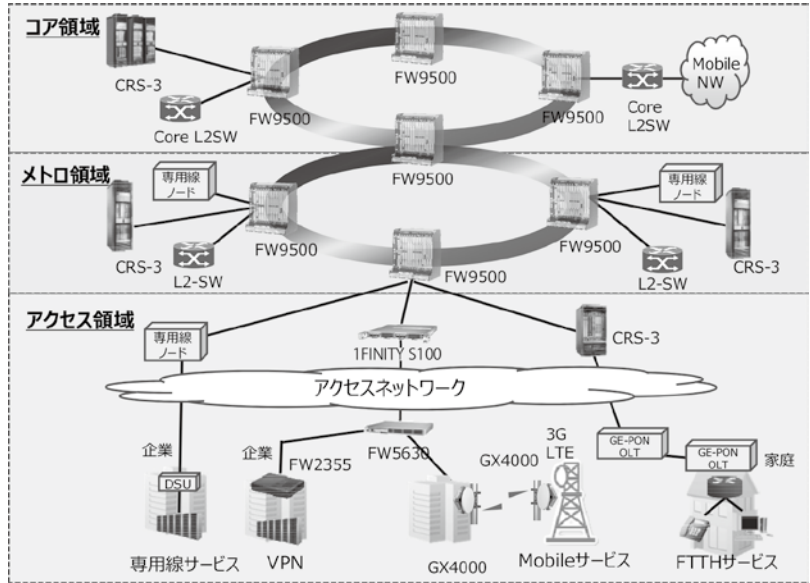 コア領域
CRS-3
Core L2SW
FW9500
FW9500
FW9500
Core
L2SW
Mobile
NW
FW9500
メトロ領域
専用線
ノード
CRS-3
L2-SW
FW9500
FW9500
FW9500
専用線
ノード
L2-SW
CRS-3
アクセス領域
専用線
ノード
1FINITY S100
CRS-3
アクセスネットワーク
企業
DSU
専用線サービス
企業
FW2355
VPN
FW5630
GX4000
GX4000
3G
LTE
Mobileサービス
GE-PON
OLT
GE-PON
OLT
家庭
FTTHサービス